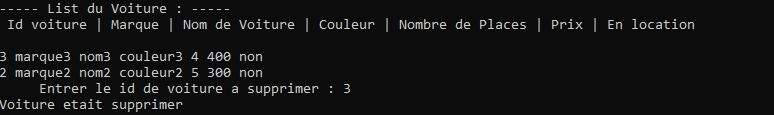 ----- List du Voiture : -----
Id voiture | Marque | Nom de Voiture | Couleur | Nombre de Places | Prix | En location
3 marque3 nom3 couleur3 4 400 non
2 marque2 nom2 couleur2 5 300 non
Entrer le id de voiture a supprimer : 3
Voiture etait supprimer